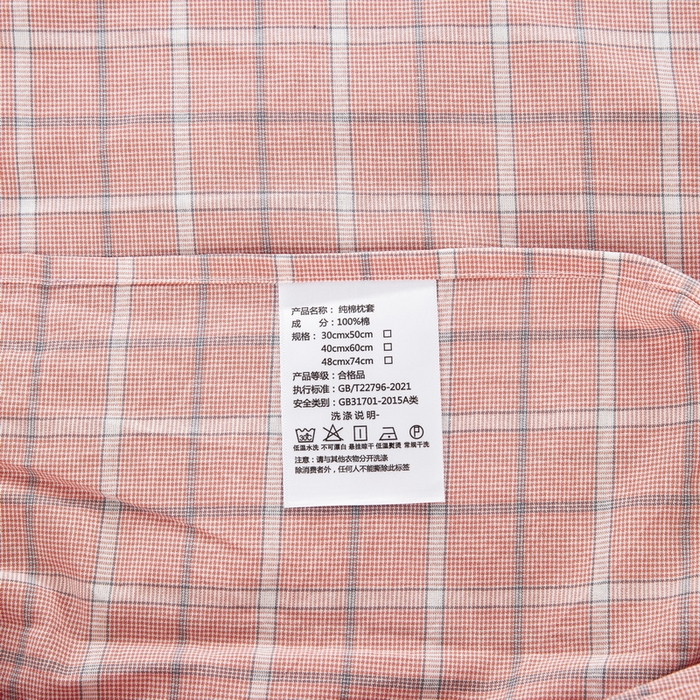 产品名称： 纯棉枕套
成 分：100%棉
规格： 30cmx50cm □
40cmx60cm □
48cmx74cm □
产品等级：合格品
执行标准：GB/T22796-2021
安全类别：GB31701-2015A类
洗涤说明-
低温水洗 不可漂白 悬挂晾干 低温熨烫 常规干洗
注意：请与其他衣物分开洗涤
除消费者外，任何人不能撕除此标签